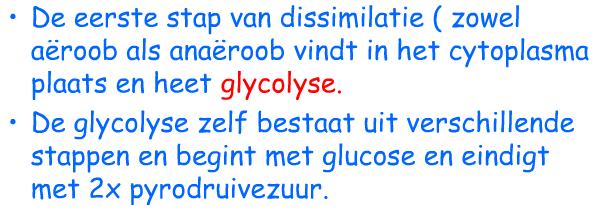 • De eerste stap van dissimilatie ( zowel
aëroob als anaëroob vindt in het cytoplasma
plaats en heet glycolyse.
• De glycolyse zelf bestaat uit verschillende
stappen en begint met glucose en eindigt
met 2x pyrodruivezuur.